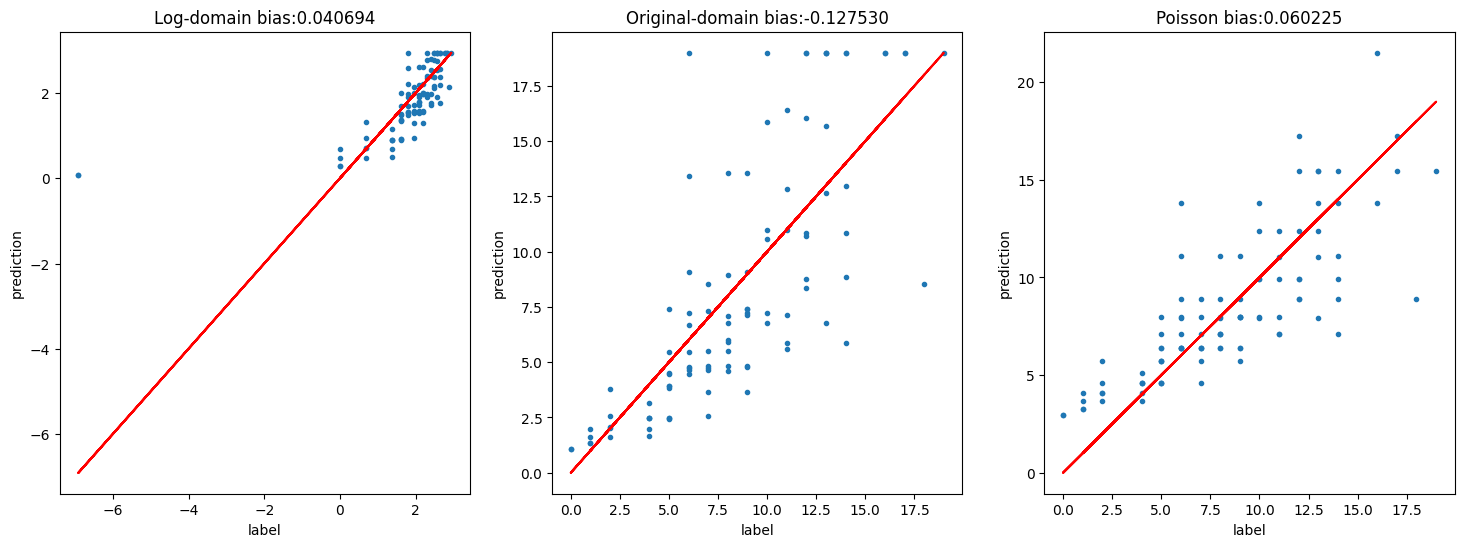 Log-domain bias:0.040694
2
0
−2
−4
−6
prediction
−6 −4 −2 0 2
label
Original-domain bias:-0.127530
17.5
15.0
12.5
10.0
7.5
5.0
2.5
0.0
prediction
0.0 2.5 5.0 7.5 10.0 12.5 15.0 17.5
label
Poisson bias:0.060225
20
15
10
5
0
prediction
0.0 2.5 5.0 7.5 10.0 12.5 15.0 17.5
label